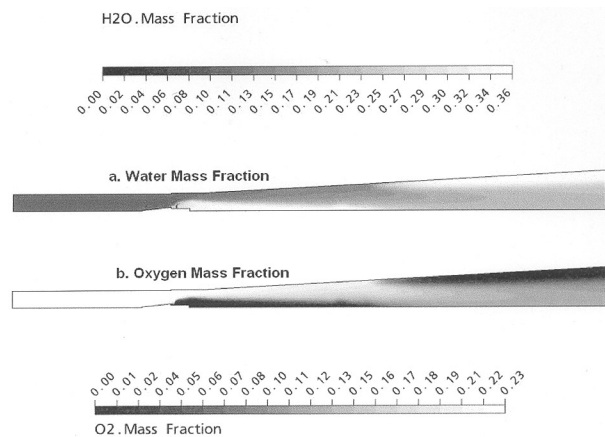 H2O.Mass Fraction
0.00 0.02 0.04 0.06 0.08 0.10 0.11 0.13 0.15 0.17 0.19 0.21 0.23 0.25 0.27 0.29 0.30 0.32 0.34 0.36
a. Water Mass Fraction
b. Oxygen Mass Fraction
0.00 0.01 0.02 0.04 0.05 0.06 0.07 0.08 0.10 0.11 0.12 0.13 0.15 0.16 0.17 0.18 0.19 0.21 0.22 0.23
O2.Mass Fraction